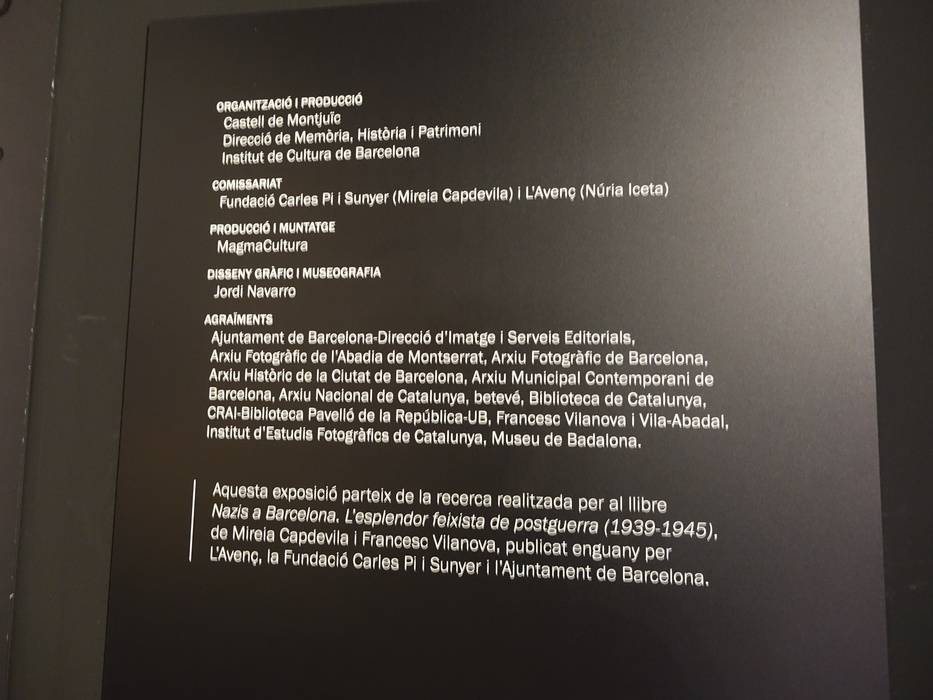 ORGANITZACIÓ I PRODUCCIÓ
Castell de Montjuïc
Direcció de Memòria, Història i Patrimoni
Institut de Cultura de Barcelona
COMISSARIAT
Fundació Carles Pi i Sunyer (Mireia Capdevila) i L'Avenç (Núria Iceta)
PRODUCCIÓ I MUNTATGE
MagmaCultura
DISSENY GRÀFIC I MUSEOGRAFIA
Jordi Navarro
AGRAÏMENTS
Ajuntament de Barcelona-Direcció d'Imatge i Serveis Editorials,
Arxiu Fotogràfic de l'Abadia de Montserrat, Arxiu Fotogràfic de Barcelona,
Arxiu Històric de la Ciutat de Barcelona, Arxiu Municipal Contemporani de
Barcelona, Arxiu Nacional de Catalunya, betevé, Biblioteca de Catalunya,
CRAI-Biblioteca Pavelló de la República-UB, Francesc Vilanova i Vila-Abadal,
Institut d'Estudis Fotogràfics de Catalunya, Museu de Badalona.
Aquesta exposició parteix de la recerca realitzada per al llibre
Nazis a Barcelona. L'esplendor feixista de postguerra (1939-1945),
de Mireia Capdevila i Francesc Vilanova, publicat enguany per
L'Avenç, la Fundació Carles Pi i Sunyer i l'Ajuntament de Barcelona.